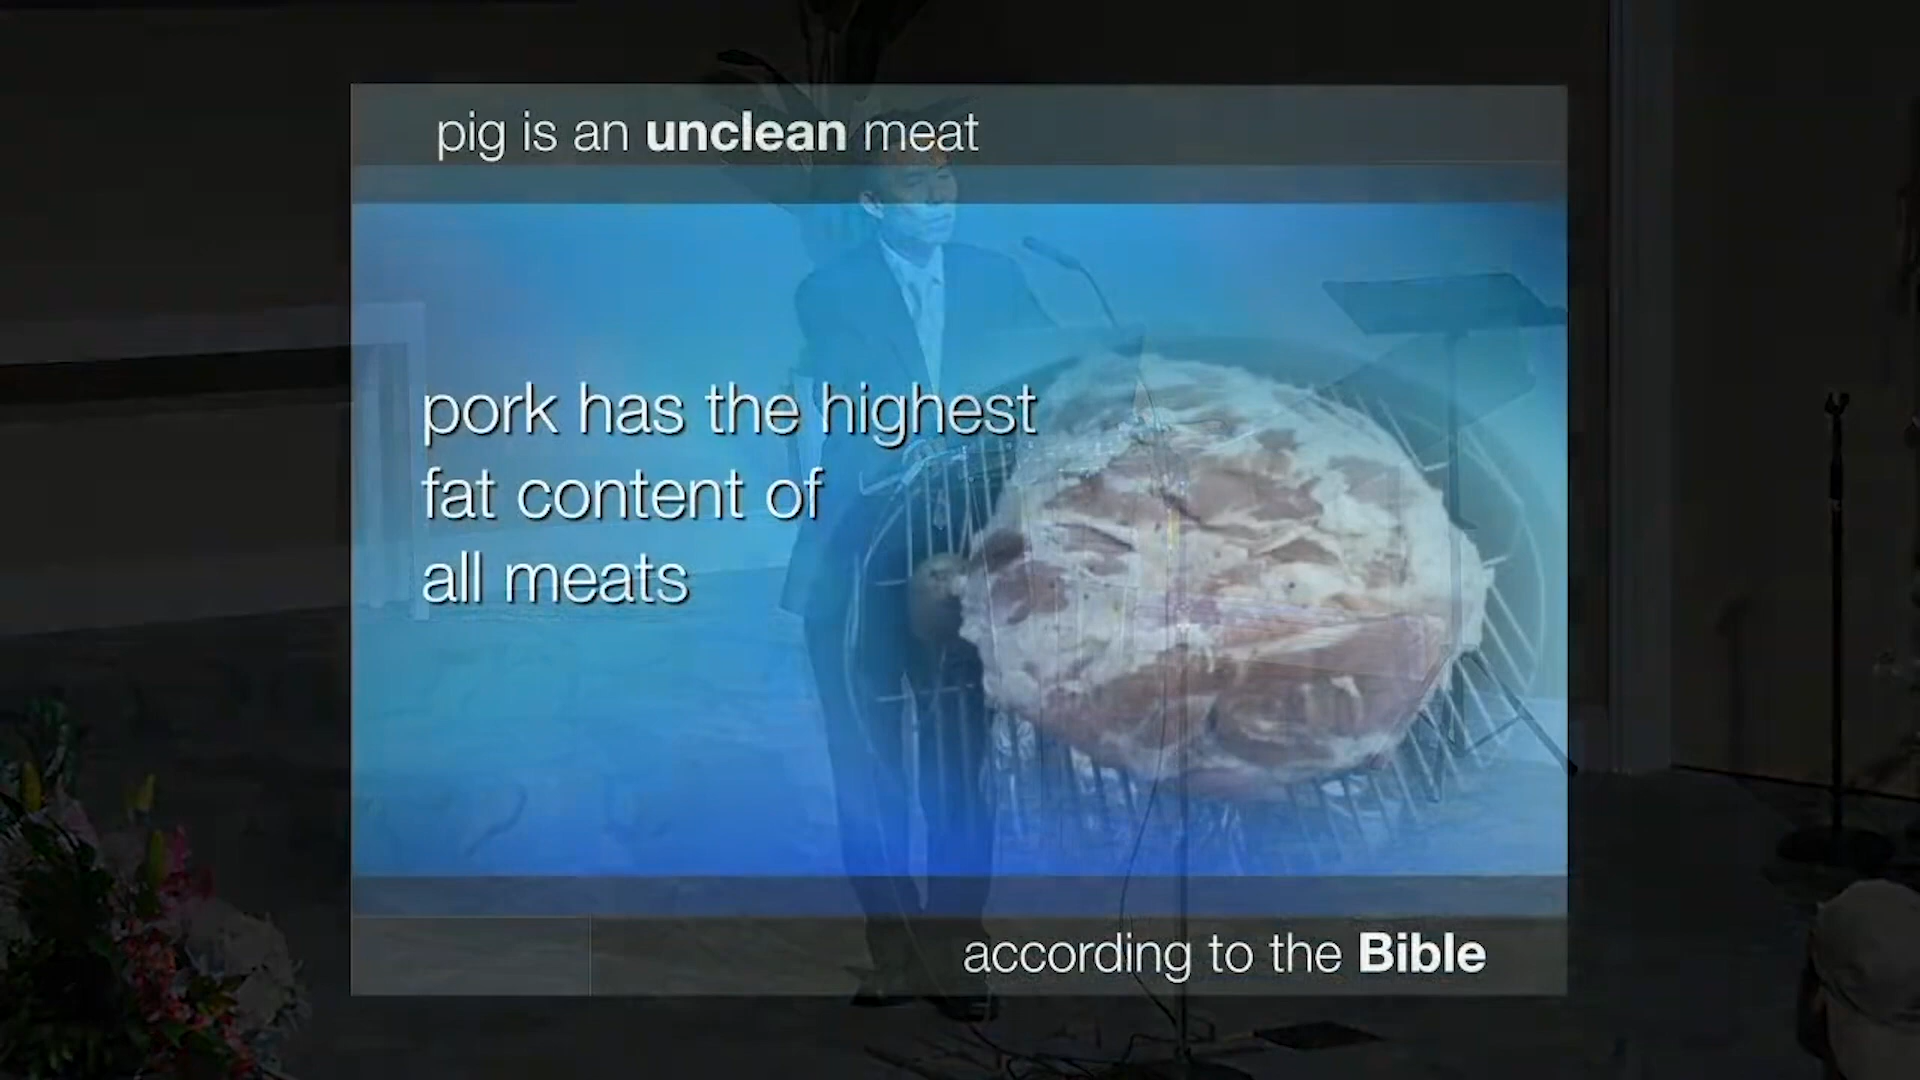 pig is an unclean meat
pork has the highest
fat content of
all meats
according to the Bible